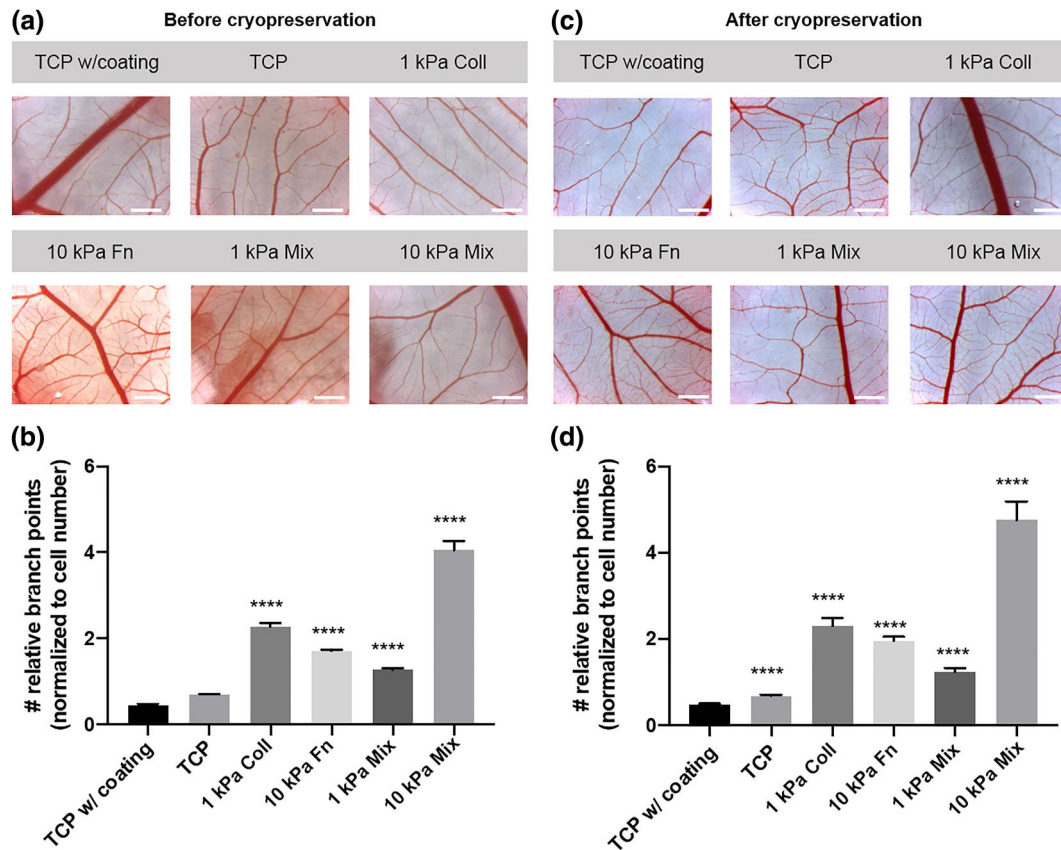 (a)
Before cryopreservation
TCP w/coating
TCP
1 kPa Coll
10 kPa Fn
1 kPa Mix
10 kPa Mix
(b)
# relative branch points
(normalized to cell number)
6
4
2
0
****
****
****
****
TCP w/ coating
TCP
1 kPa Coll
10 kPa Fn
1 kPa Mix
10 kPa Mix
(c)
After cryopreservation
TCP w/coating
TCP
1 kPa Coll
10 kPa Fn
1 kPa Mix
10 kPa Mix
(d)
# relative branch points
(normalized to cell number)
6
4
2
0
****
****
****
****
****
TCP w/ coating
TCP
1 kPa Coll
10 kPa Fn
1 kPa Mix
10 kPa Mix